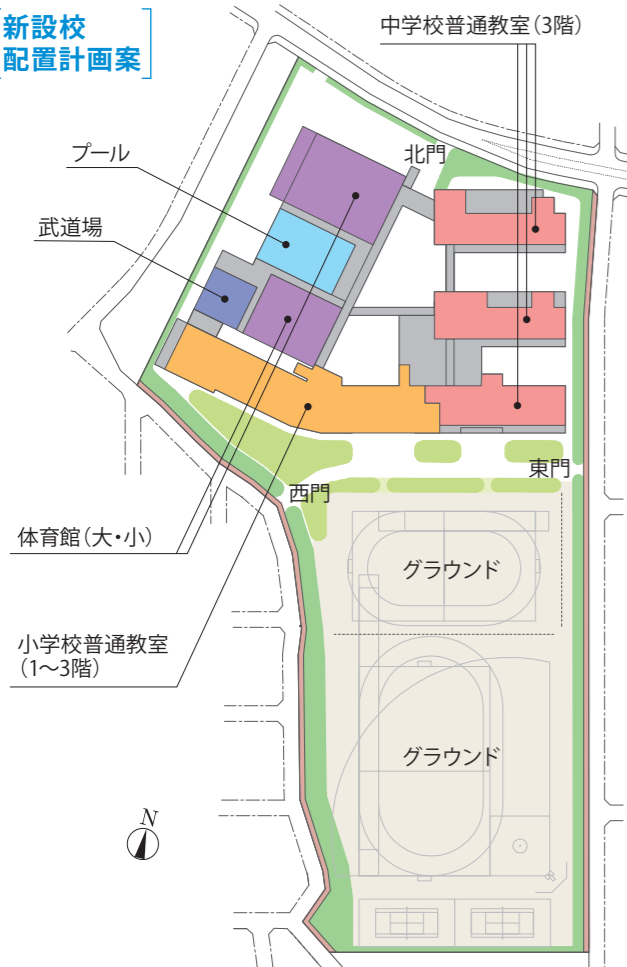 新設校
配置計画案
中学校普通教室(3階)
プール
北門
武道場
東門
西門
体育館(大・小)
グラウンド
小学校普通教室
(1〜3階)
グラウンド
N